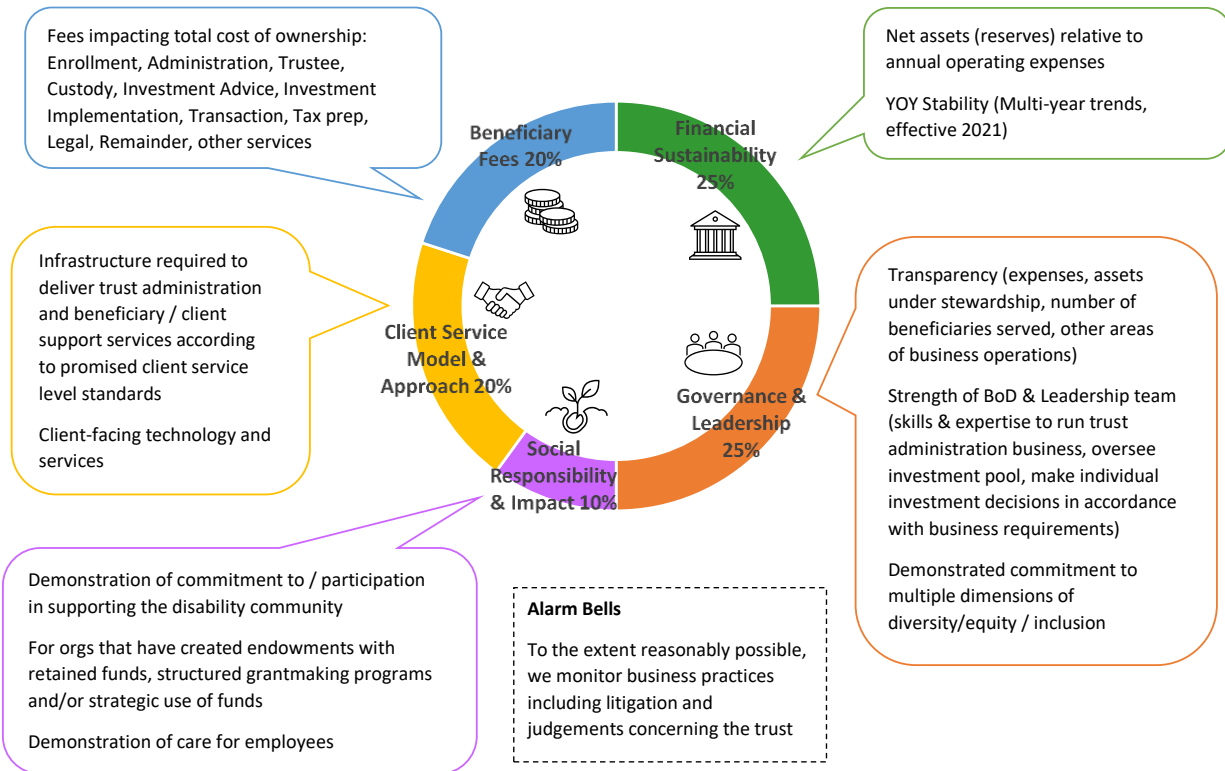 Fees impacting total cost of ownership:
Enrollment, Administration, Trustee,
Custody, Investment Advice, Investment
Implementation, Transaction, Tax prep,
Legal, Remainder, other services
Net assets (reserves) relative to
annual operating expenses
YOY Stability (Multi-year trends,
effective 2021)
Beneficiary
Fees 20%
Financial
Sustainability
25%
Infrastructure required to
deliver trust administration
and beneficiary / client
support services according
to promised client service
level standards
Client-facing technology and
services
Client Service
Model &
Approach 20%
Governance &
Leadership
25%
Social
Responsibility
& Impact 10%
Transparency (expenses, assets
under stewardship, number of
beneficiaries served, other areas
of business operations)
Strength of BoD & Leadership team
(skills & expertise to run trust
administration business, oversee
investment pool, make individual
investment decisions in accordance
with business requirements)
Demonstrated commitment to
multiple dimensions of
diversity/equity / inclusion
Demonstration of commitment to / participation
in supporting the disability community
For orgs that have created endowments with
retained funds, structured grantmaking programs
and/or strategic use of funds
Demonstration of care for employees
Alarm Bells
To the extent reasonably possible,
we monitor business practices
including litigation and
judgements concerning the trust